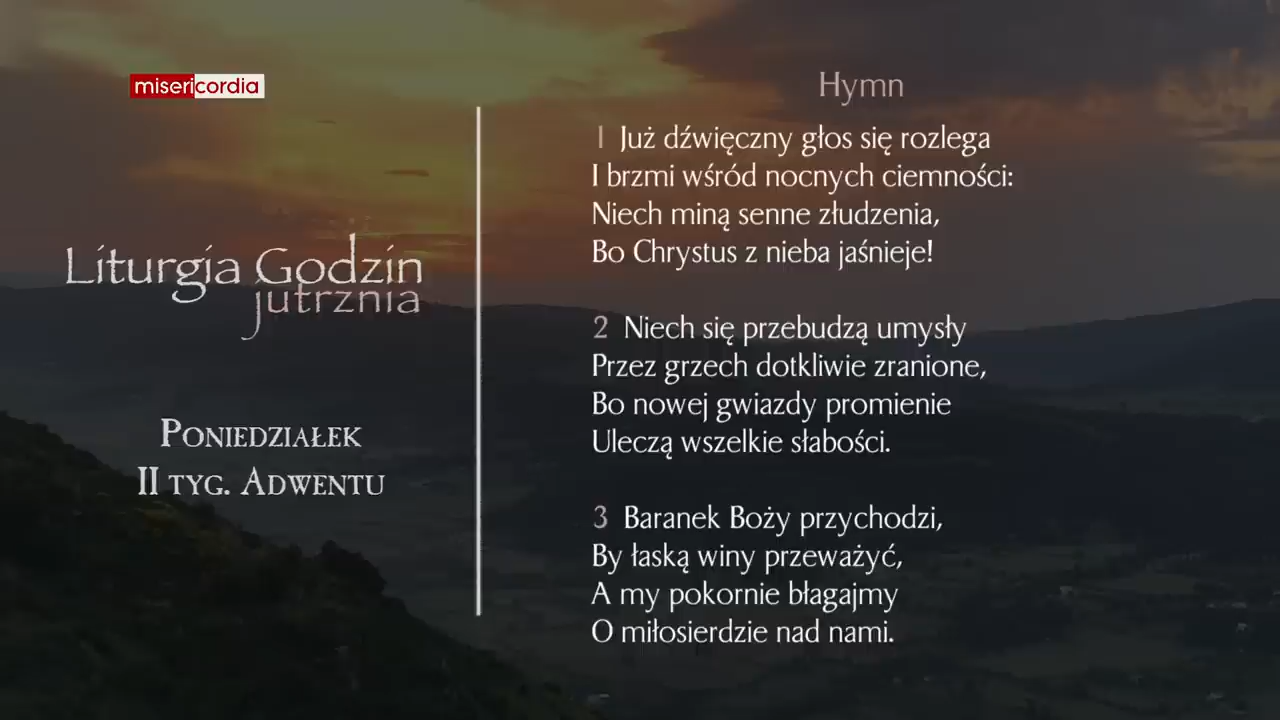 misericordia
Liturgia Godzin
jutrznia
Poniedziałek
II tyg. Adwentu
Hymn
1 Już dźwięczny głos się rozlega
I brzmi wśród nocnych ciemności:
Niech miną senne złudzenia,
Bo Chrystus z nieba jaśnieje!
2 Niech się przebudzą umysły
Przez grzech dotkliwie zranione,
Bo nowej gwiazdy promienie
Uleczą wszelkie słabości.
3 Baranek Boży przychodzi,
By łaską winy przeważyć,
A my pokornie błagajmy
O miłosierdzie nad nami.